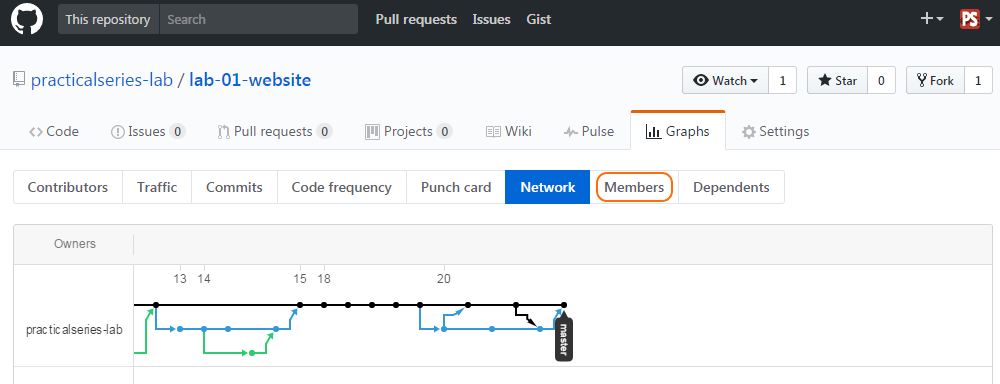 This repository Search Pull requests Issues Gist PS
practicalseries-lab / lab-01-website Watch 1 Star 0 Fork 1
Code Issues 0 Pull requests 0 Projects 0 Wiki Pulse Graphs Settings
Contributors Traffic Commits Code frequency Punch card Network Members Dependents
Owners
13 14 15 18 20
practicalseries-lab
master